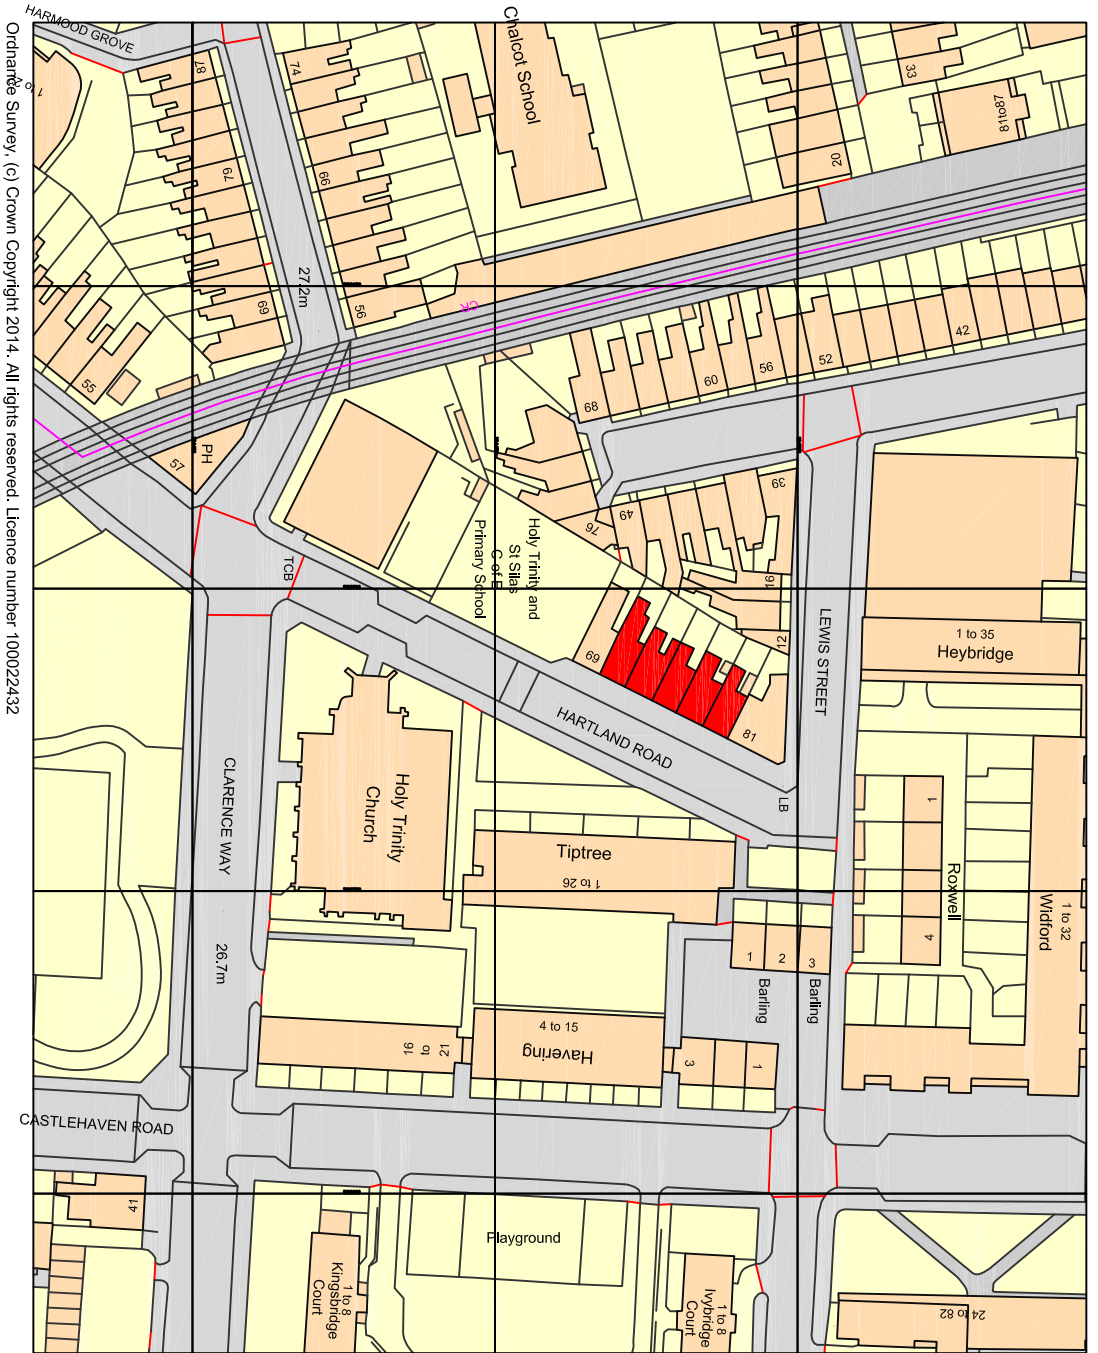 HARMOOD GROVE
87
74
Chalcot School
33
81to87
20
79
66
27.2m
69
56
55
42
52
56
60
68
PH
57
39
49
76
16
12
TCB
Holy Trinity and
St Silas
C of E
Primary School
69
81
LEWIS STREET
1 to 35
Heybridge
HARTLAND ROAD
LB
CLARENCE WAY
Holy Trinity
Church
Tiptree
1 to 26
1
Roxwell
4
1 to 32
Widford
26.7m
1
2
3
Barling
Barling
4 to 15
Havering
21
to
16
3
1
CASTLEHAVEN ROAD
41
Playground
1 to 8
Kingsbridge
Court
1 to 8
Ivybridge
Court
24 to 82
Ordnance Survey, (c) Crown Copyright 2014. All rights reserved. Licence number 100022432